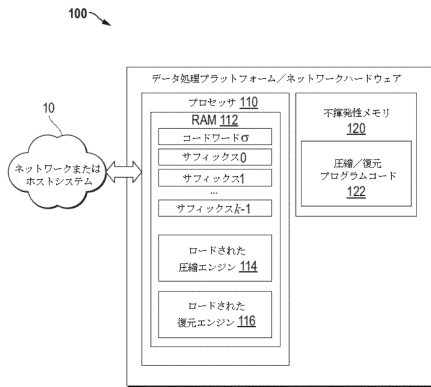 100
データ処理プラットフォーム／ネットワークハードウェア
10
ネットワークまたは
ホストシステム
プロセッサ 110
RAM 112
コードワードσ
サフィックス0
サフィックス1
...
サフィックスk-1
ロードされた
圧縮エンジン 114
ロードされた
復元エンジン 116
不揮発性メモリ
120
圧縮／復元
プログラムコード
122